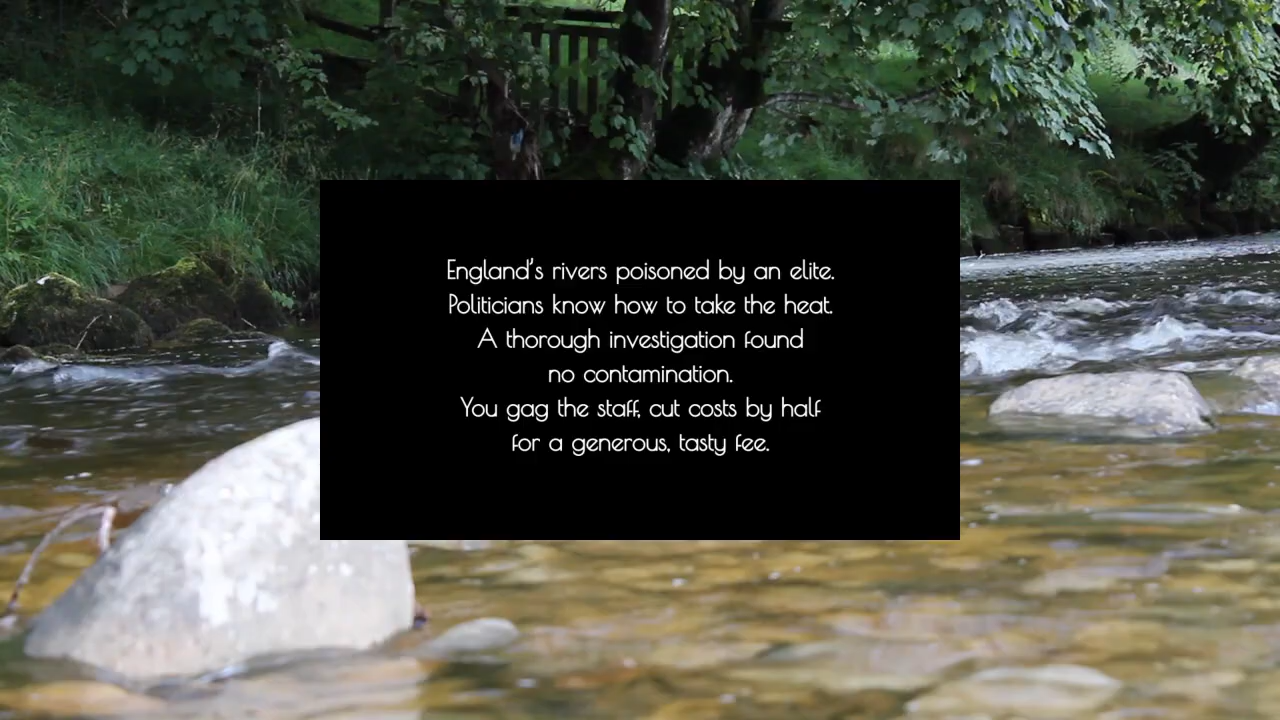 England's rivers poisoned by an elite.
Politicians know how to take the heat.
A thorough investigation found
no contamination.
You gag the staff, cut costs by half
for a generous, tasty fee.